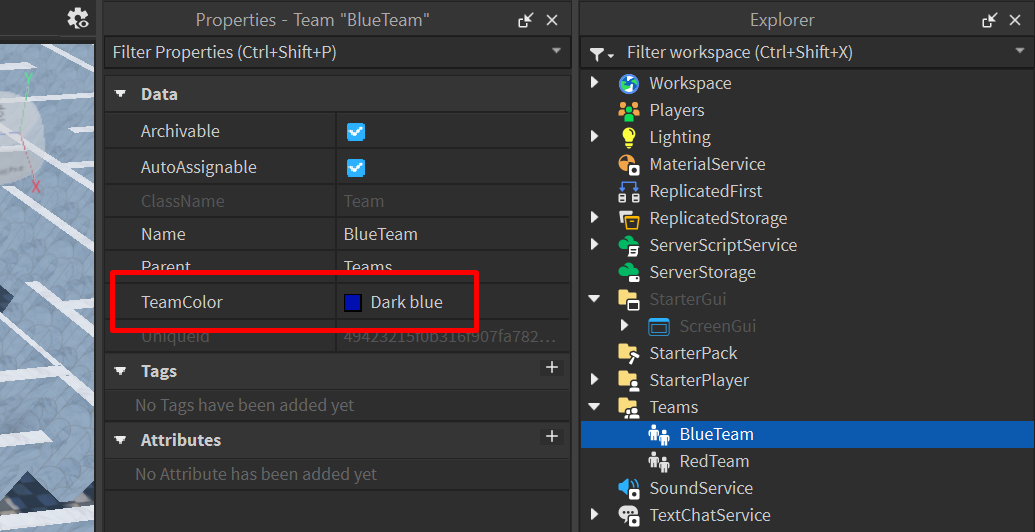 Properties - Team "BlueTeam"
Filter Properties (Ctrl+Shift+P)
Data
Archivable
AutoAssignable
ClassName Team
Name BlueTeam
Parent Teams
TeamColor Dark blue
UniqueId 49423215f0b316f907fa782...
Tags
No Tags have been added yet
Attributes
No Attribute has been added yet
Explorer
Filter workspace (Ctrl+Shift+X)
Workspace
Players
Lighting
MaterialService
ReplicatedFirst
ReplicatedStorage
ServerScriptService
ServerStorage
StarterGui
ScreenGui
StarterPack
StarterPlayer
Teams
BlueTeam
RedTeam
SoundService
TextChatService
Y
X